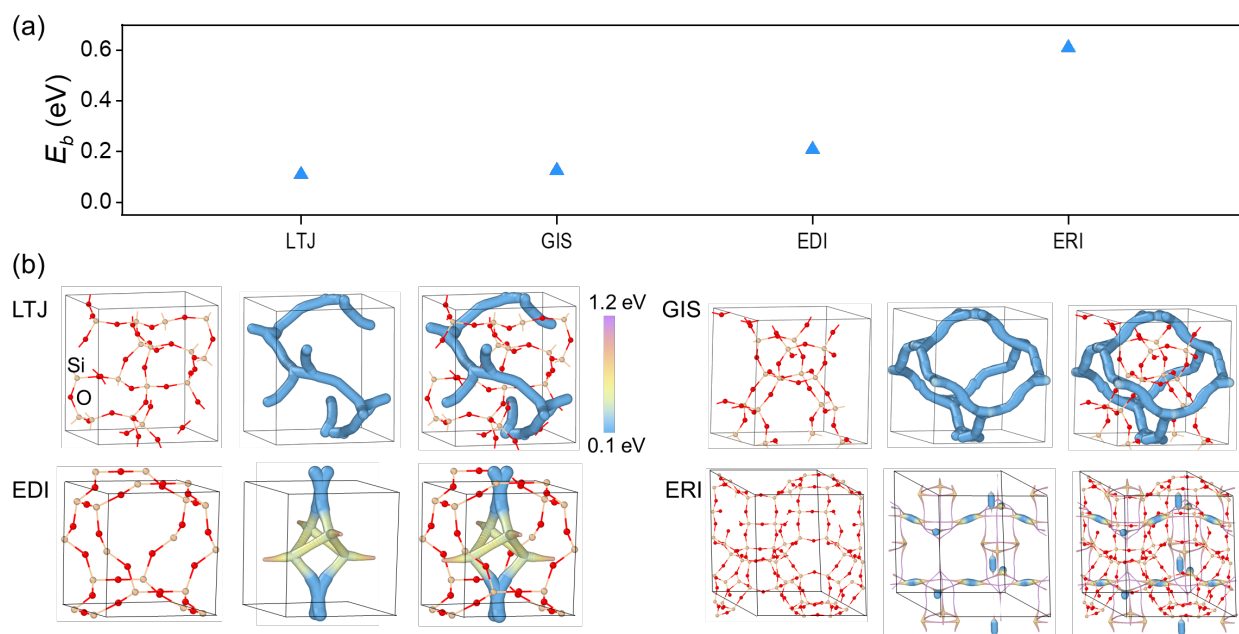 (a)
E_b (eV)
0.6
0.4
0.2
0.0
LTJ
GIS
EDI
ERI
(b)
LTJ
Si
O
1.2 eV
0.1 eV
GIS
EDI
ERI